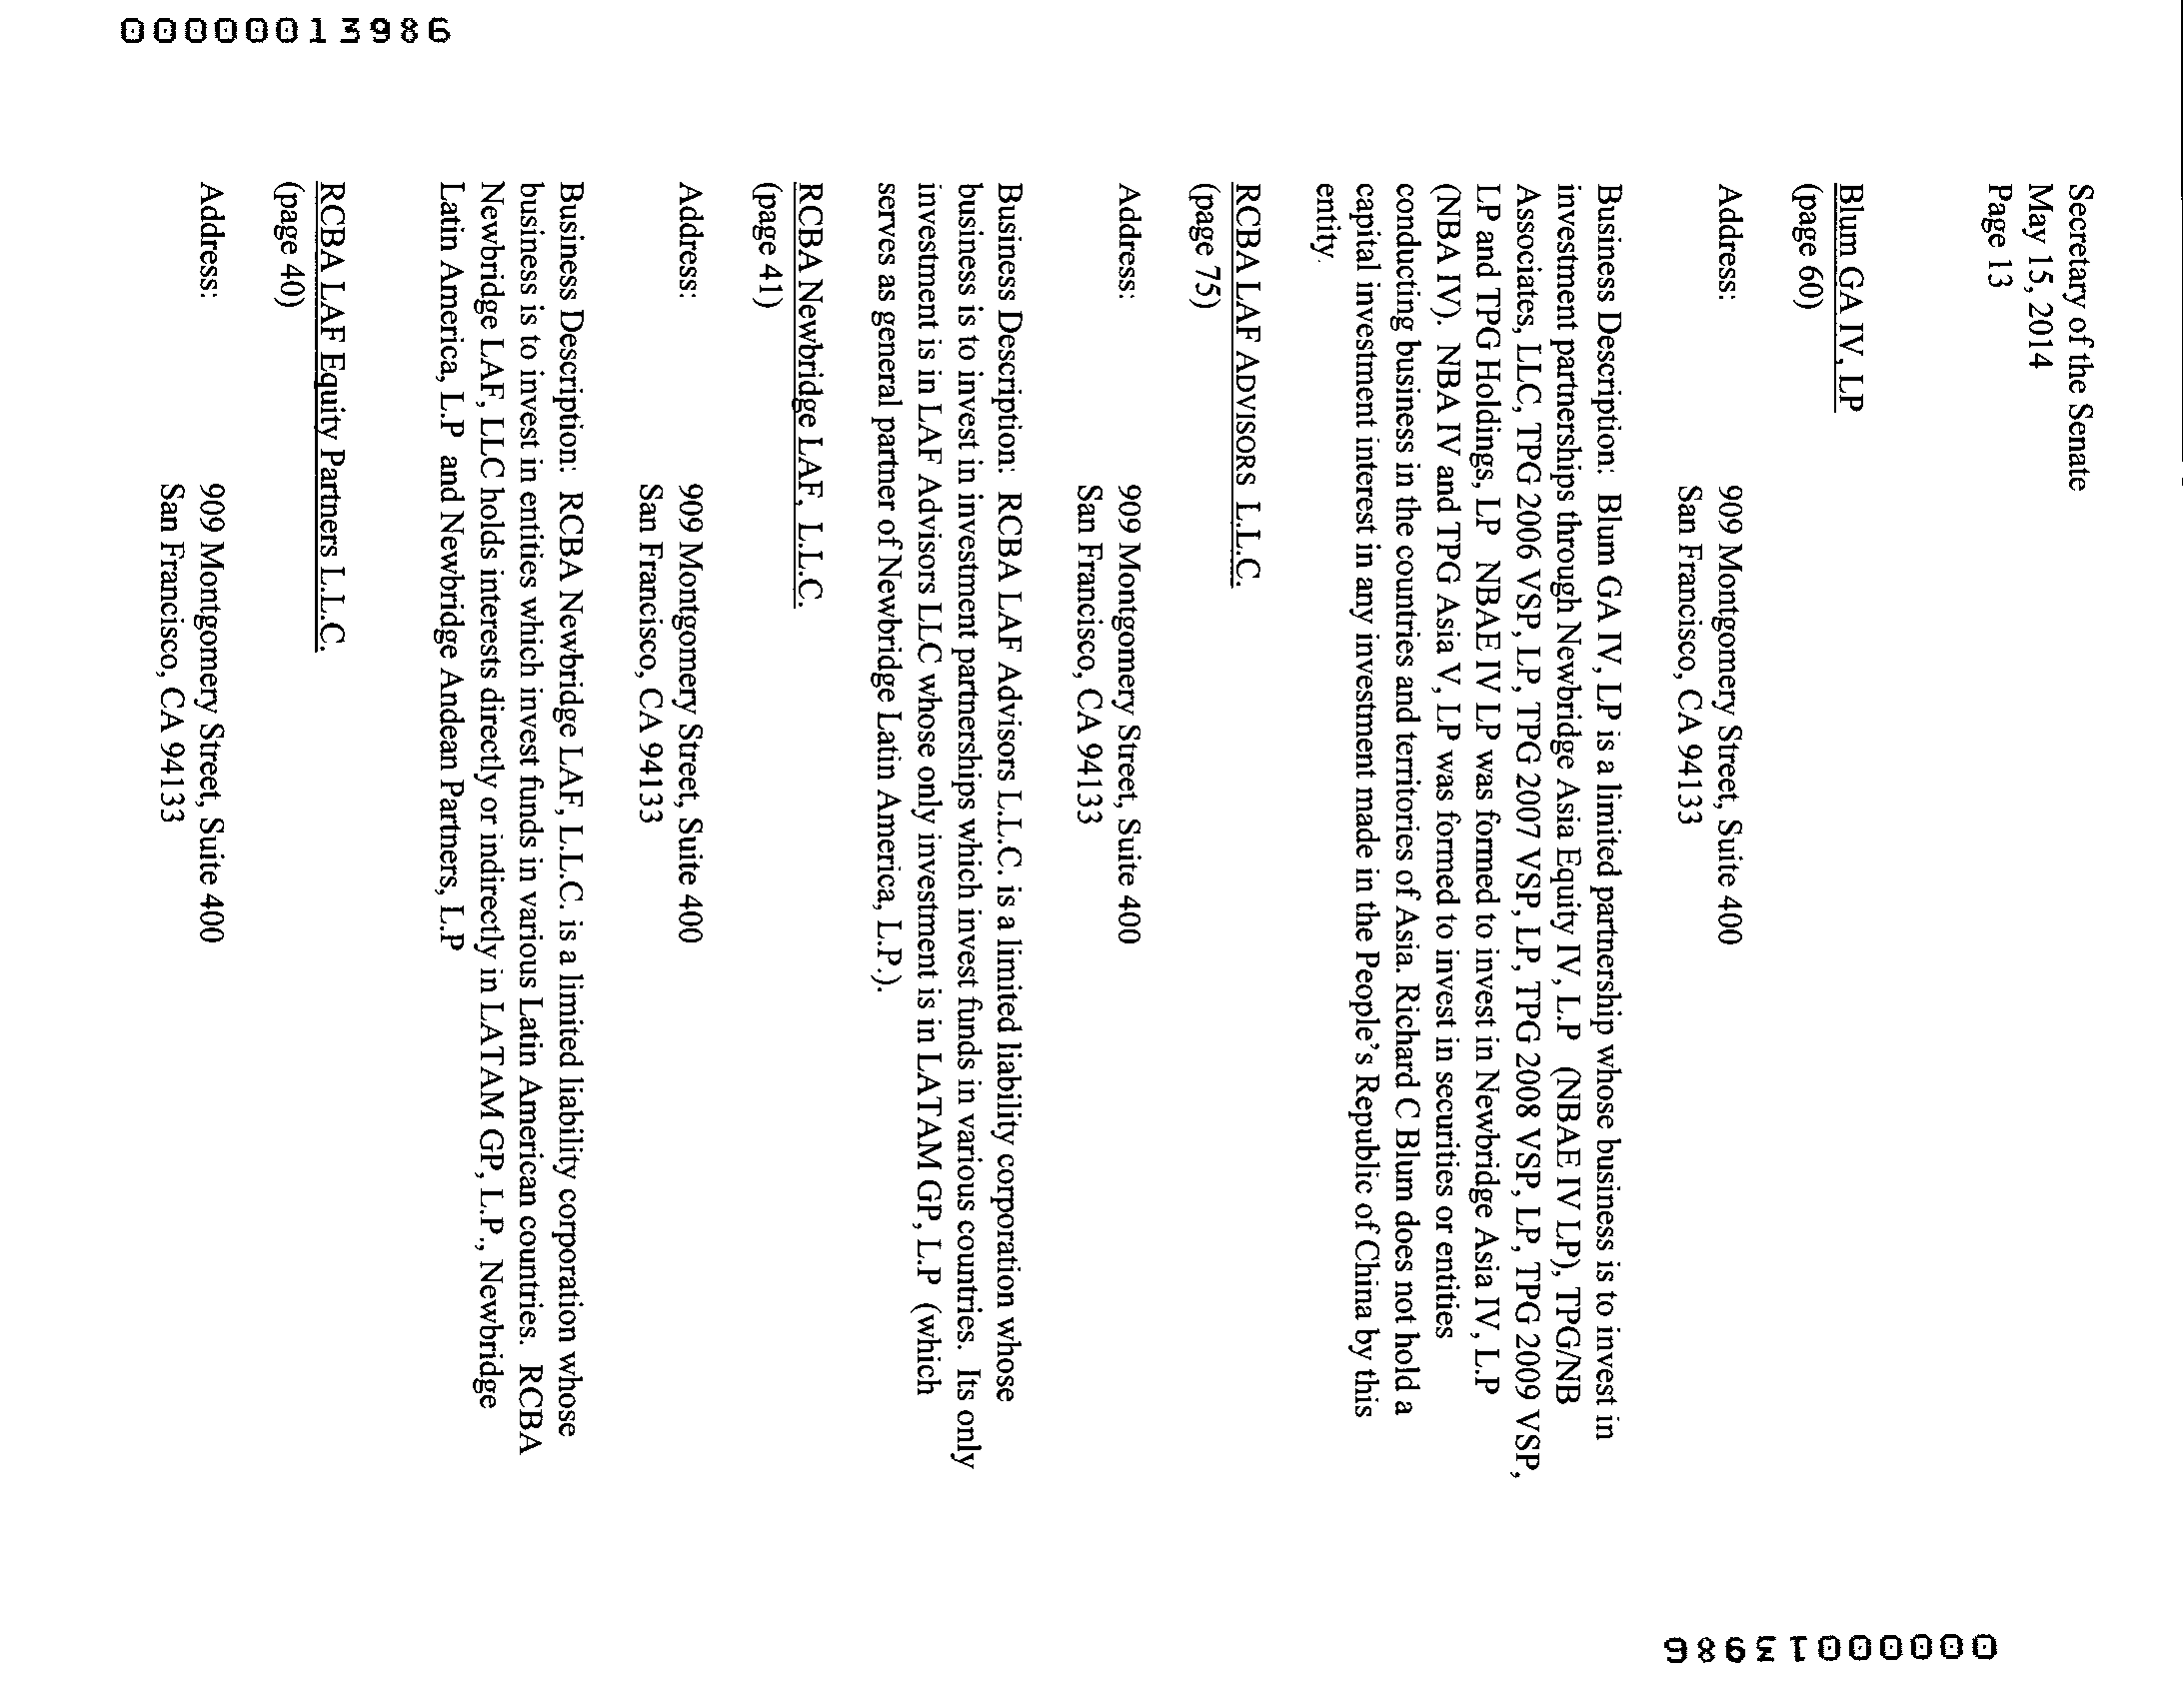 00000013986
Secretary of the Senate
May 15, 2014
Page 13
Blum GA IV, LP
(page 60)
Address: 909 Montgomery Street, Suite 400
San Francisco, CA 94133
Business Description: Blum GA IV, LP is a limited partnership whose business is to invest in
investment partnerships through Newbridge Asia Equity IV, L.P (NBAE IV LP), TPG/NB
Associates, LLC, TPG 2006 VSP, LP, TPG 2007 VSP, LP, TPG 2008 VSP, LP, TPG 2009 VSP,
LP and TPG Holdings, LP NBAE IV LP was formed to invest in Newbridge Asia IV, L.P
(NBA IV). NBA IV and TPG Asia V, LP was formed to invest in securities or entities
conducting business in the countries and territories of Asia. Richard C Blum does not hold a
capital investment interest in any investment made in the People's Republic of China by this
entity.
RCBA LAF ADVISORS L.L.C.
(page 75)
Address: 909 Montgomery Street, Suite 400
San Francisco, CA 94133
Business Description: RCBA LAF Advisors L.L.C. is a limited liability corporation whose
business is to invest in investment partnerships which invest funds in various countries. Its only
investment is in LAF Advisors LLC whose only investment is in LATAM GP, L.P (which
serves as general partner of Newbridge Latin America, L.P.).
RCBA Newbridge LAF, L.L.C.
(page 41)
Address: 909 Montgomery Street, Suite 400
San Francisco, CA 94133
Business Description: RCBA Newbridge LAF, L.L.C. is a limited liability corporation whose
business is to invest in entities which invest funds in various Latin American countries. RCBA
Newbridge LAF, LLC holds interests directly or indirectly in LATAM GP, L.P., Newbridge
Latin America, L.P and Newbridge Andean Partners, L.P
RCBA LAF Equity Partners L.L.C.
(page 40)
Address: 909 Montgomery Street, Suite 400
San Francisco, CA 94133
00000013986